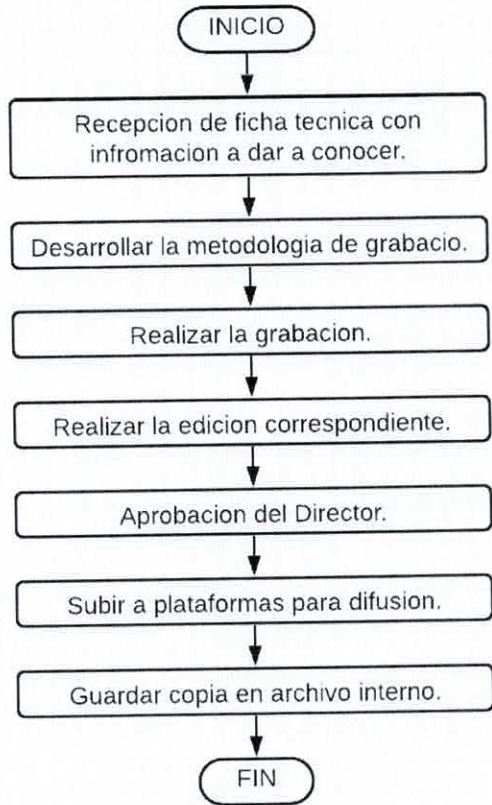 INICIO
Recepcion de ficha tecnica con
infromacion a dar a conocer.
Desarrollar la metodologia de grabacio.
Realizar la grabacion.
Realizar la edicion correspondiente.
Aprobacion del Director.
Subir a plataformas para difusion.
Guardar copia en archivo interno.
FIN